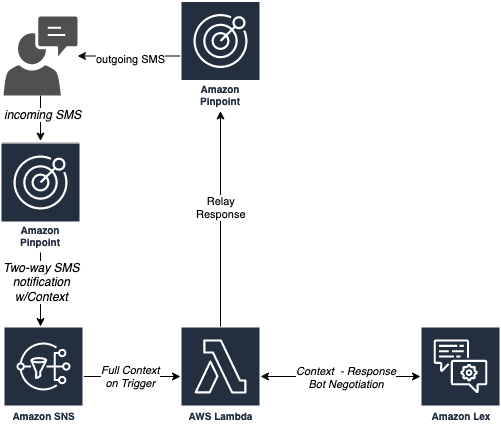 outgoing SMS
Amazon
Pinpoint
incoming SMS
Amazon
Pinpoint
Relay
Response
Two-way SMS
notification
w/Context
Full Context
on Trigger
Context - Response
Bot Negotiation
Amazon SNS
AWS Lambda
Amazon Lex